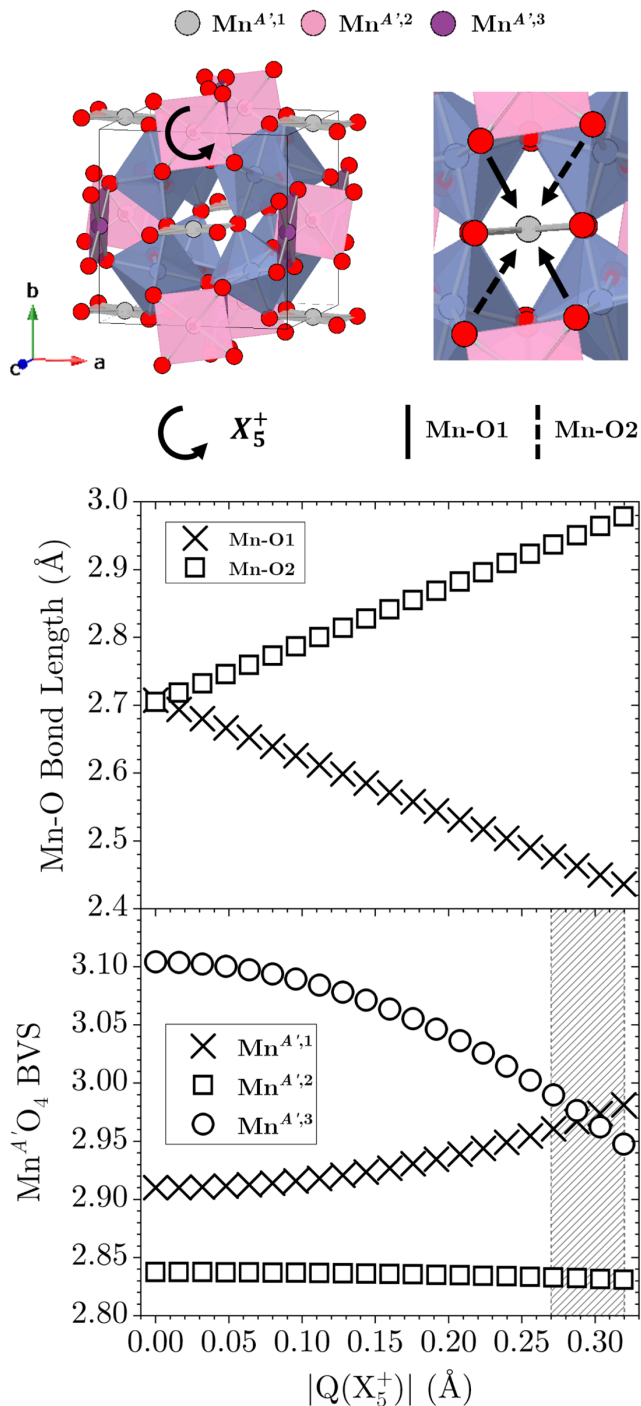 Mn^{A',1} Mn^{A',2} Mn^{A',3}
b
c
a
X_5^+ Mn-O1 Mn-O2
3.0
2.9
2.8
2.7
2.6
2.5
2.4
Mn-O Bond Length (Å)
Mn-O1
Mn-O2
3.10
3.05
3.00
2.95
2.90
2.85
2.80
Mn^{A'}O_4 BVS
Mn^{A',1}
Mn^{A',2}
Mn^{A',3}
0.00 0.05 0.10 0.15 0.20 0.25 0.30
|Q(X_5^+)| (Å)